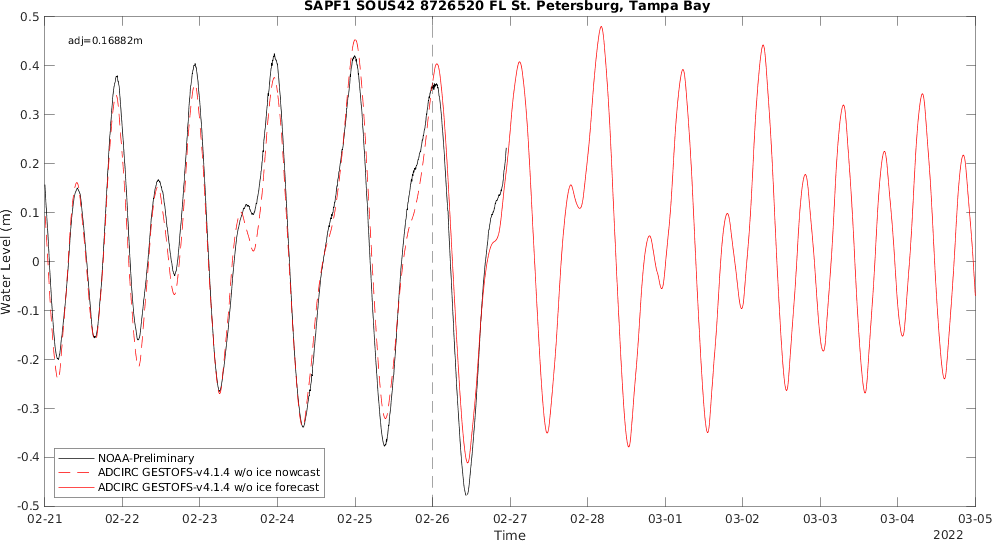 SAPF1 SOUS42 8726520 FL St. Petersburg, Tampa Bay
adj=0.16882m
0.5
0.4
0.3
0.2
0.1
0
-0.1
-0.2
-0.3
-0.4
-0.5
Water Level (m)
NOAA-Preliminary
ADCIRC GESTOFS-v4.1.4 w/o ice nowcast
ADCIRC GESTOFS-v4.1.4 w/o ice forecast
02-21 02-22 02-23 02-24 02-25 02-26 02-27 02-28 03-01 03-02 03-03 03-04 03-05
Time
2022